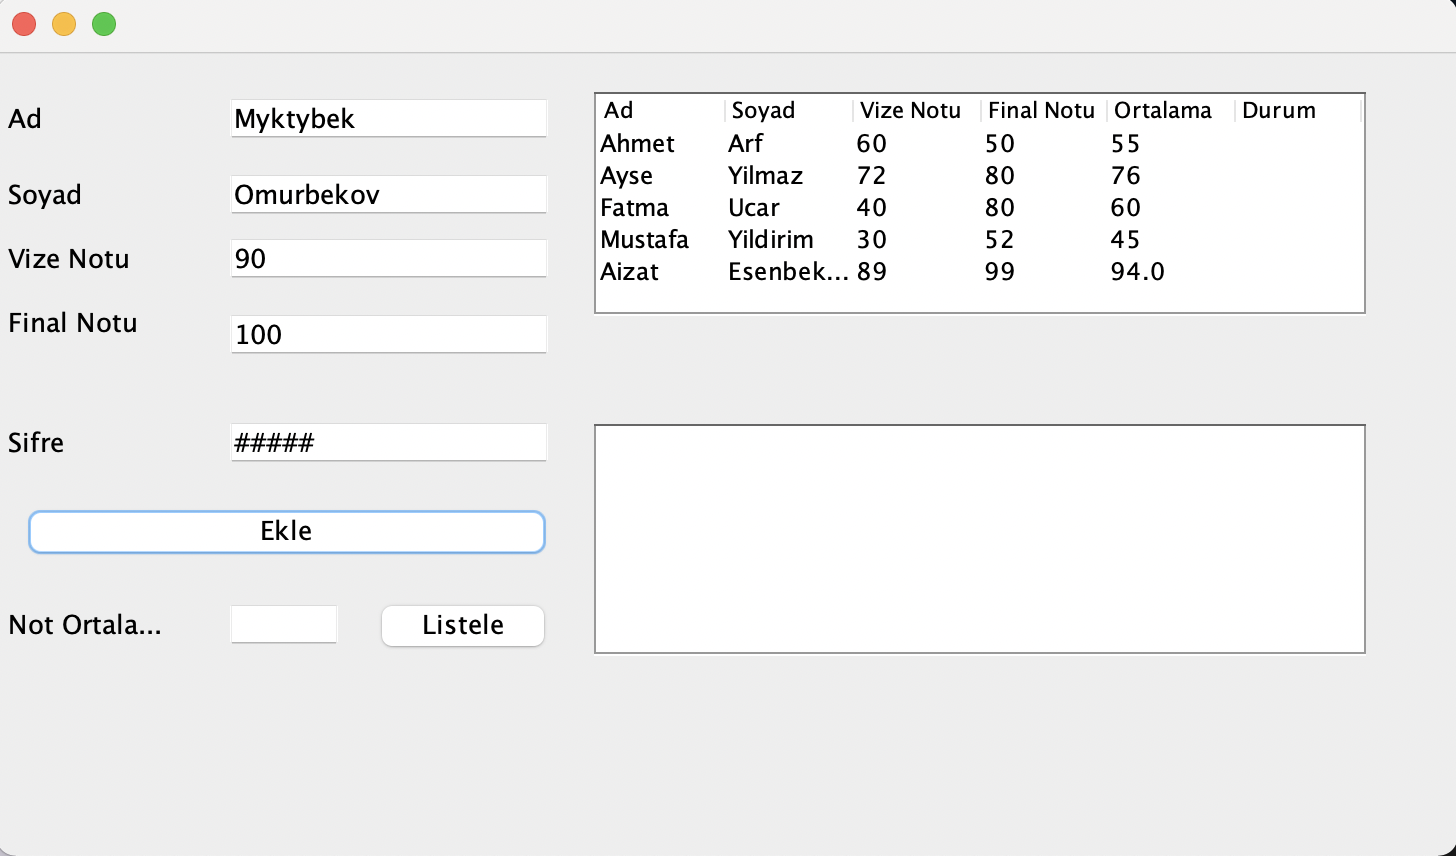 Ad Myktybek
Soyad Omurbekov
Vize Notu 90
Final Notu 100
Sifre #####
Ekle
Not Ortala... Listele
Ad Soyad Vize Notu Final Notu Ortalama Durum
Ahmet Arf 60 50 55
Ayse Yilmaz 72 80 76
Fatma Ucar 40 80 60
Mustafa Yildirim 30 52 45
Aizat Esenbek... 89 99 94.0